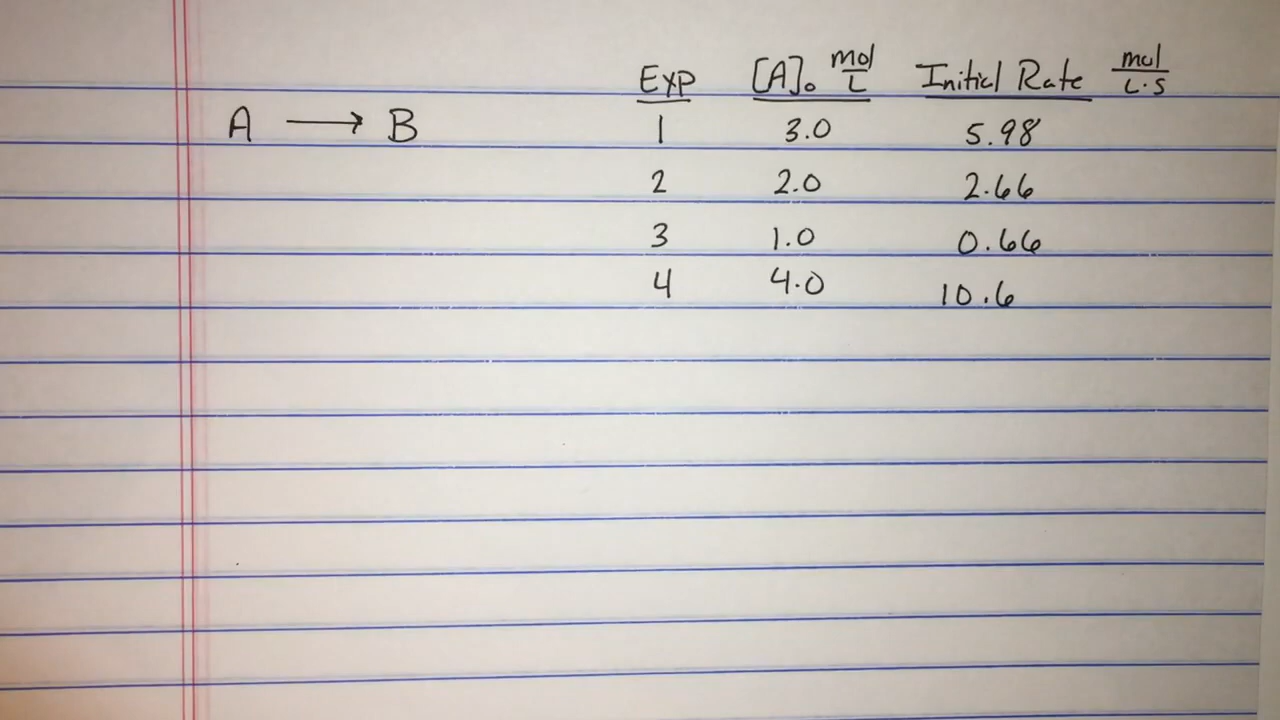 Exp [A]₀ mol/L Initial Rate mol/L·s
A → B 1 3.0 5.98
2 2.0 2.66
3 1.0 0.66
4 4.0 10.6